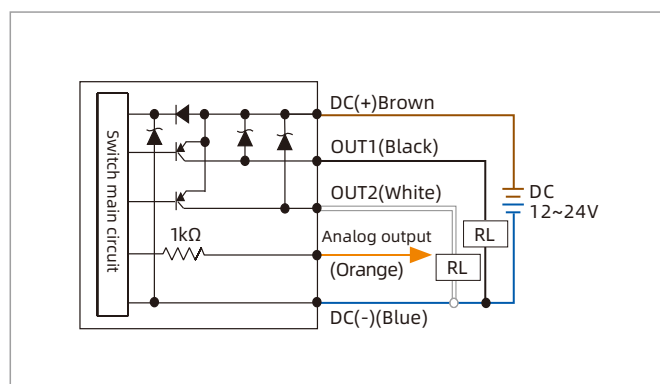 DC(+)Brown
OUT1(Black)
OUT2(White)
DC
12~24V
Switch main circuit
1kΩ
Analog output
(Orange)
RL
RL
DC(-)(Blue)